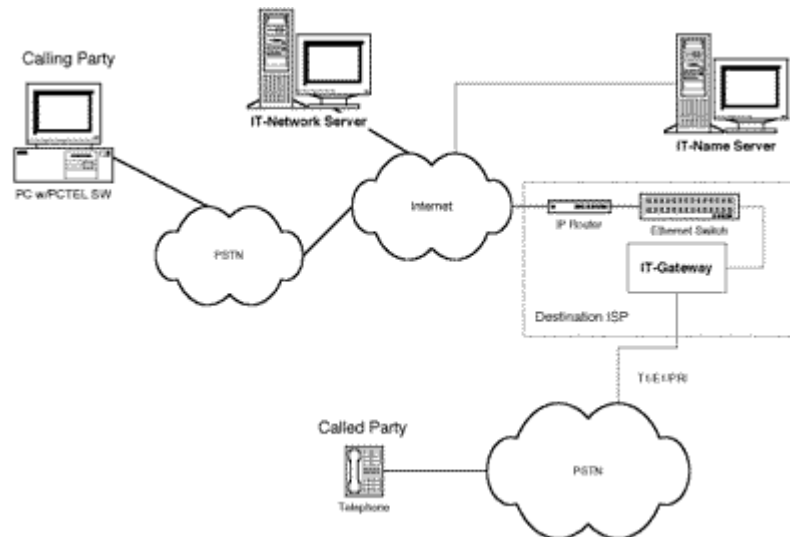 Calling Party
IT-Network Server
IT-Name Server
PC w/PCTEL SW
PSTN
Internet
IP Router
Ethernet Switch
IT-Gateway
Destination ISP
T1/E1/PRI
Called Party
PSTN
Telephone